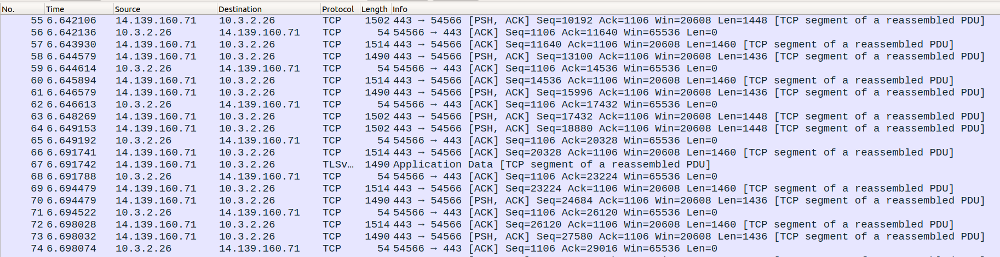 No. Time Source Destination Protocol Length Info
55 6.642106 14.139.160.71 10.3.2.26 TCP 1502 443 → 54566 [PSH, ACK] Seq=10192 Ack=1106 Win=20608 Len=1448 [TCP segment of a reassembled PDU]
56 6.642136 10.3.2.26 14.139.160.71 TCP 54 54566 → 443 [ACK] Seq=1106 Ack=11640 Win=65536 Len=0
57 6.643930 14.139.160.71 10.3.2.26 TCP 1514 443 → 54566 [ACK] Seq=11640 Ack=1106 Win=20608 Len=1460 [TCP segment of a reassembled PDU]
58 6.644579 14.139.160.71 10.3.2.26 TCP 1490 443 → 54566 [PSH, ACK] Seq=13100 Ack=1106 Win=20608 Len=1436 [TCP segment of a reassembled PDU]
59 6.644614 10.3.2.26 14.139.160.71 TCP 54 54566 → 443 [ACK] Seq=1106 Ack=14536 Win=65536 Len=0
60 6.645894 14.139.160.71 10.3.2.26 TCP 1514 443 → 54566 [ACK] Seq=14536 Ack=1106 Win=20608 Len=1460 [TCP segment of a reassembled PDU]
61 6.646579 14.139.160.71 10.3.2.26 TCP 1490 443 → 54566 [PSH, ACK] Seq=15996 Ack=1106 Win=20608 Len=1436 [TCP segment of a reassembled PDU]
62 6.646613 10.3.2.26 14.139.160.71 TCP 54 54566 → 443 [ACK] Seq=1106 Ack=17432 Win=65536 Len=0
63 6.648269 14.139.160.71 10.3.2.26 TCP 1502 443 → 54566 [PSH, ACK] Seq=17432 Ack=1106 Win=20608 Len=1448 [TCP segment of a reassembled PDU]
64 6.649153 14.139.160.71 10.3.2.26 TCP 1502 443 → 54566 [PSH, ACK] Seq=18880 Ack=1106 Win=20608 Len=1448 [TCP segment of a reassembled PDU]
65 6.649192 10.3.2.26 14.139.160.71 TCP 54 54566 → 443 [ACK] Seq=1106 Ack=20328 Win=65536 Len=0
66 6.691741 14.139.160.71 10.3.2.26 TCP 1514 443 → 54566 [ACK] Seq=20328 Ack=1106 Win=20608 Len=1460 [TCP segment of a reassembled PDU]
67 6.691742 14.139.160.71 10.3.2.26 TLSv… 1490 Application Data [TCP segment of a reassembled PDU]
68 6.691788 10.3.2.26 14.139.160.71 TCP 54 54566 → 443 [ACK] Seq=1106 Ack=23224 Win=65536 Len=0
69 6.694479 14.139.160.71 10.3.2.26 TCP 1514 443 → 54566 [ACK] Seq=23224 Ack=1106 Win=20608 Len=1460 [TCP segment of a reassembled PDU]
70 6.694479 14.139.160.71 10.3.2.26 TCP 1490 443 → 54566 [PSH, ACK] Seq=24684 Ack=1106 Win=20608 Len=1436 [TCP segment of a reassembled PDU]
71 6.694522 10.3.2.26 14.139.160.71 TCP 54 54566 → 443 [ACK] Seq=1106 Ack=26120 Win=65536 Len=0
72 6.698028 14.139.160.71 10.3.2.26 TCP 1514 443 → 54566 [ACK] Seq=26120 Ack=1106 Win=20608 Len=1460 [TCP segment of a reassembled PDU]
73 6.698032 14.139.160.71 10.3.2.26 TCP 1490 443 → 54566 [PSH, ACK] Seq=27580 Ack=1106 Win=20608 Len=1436 [TCP segment of a reassembled PDU]
74 6.698074 10.3.2.26 14.139.160.71 TCP 54 54566 → 443 [ACK] Seq=1106 Ack=29016 Win=65536 Len=0